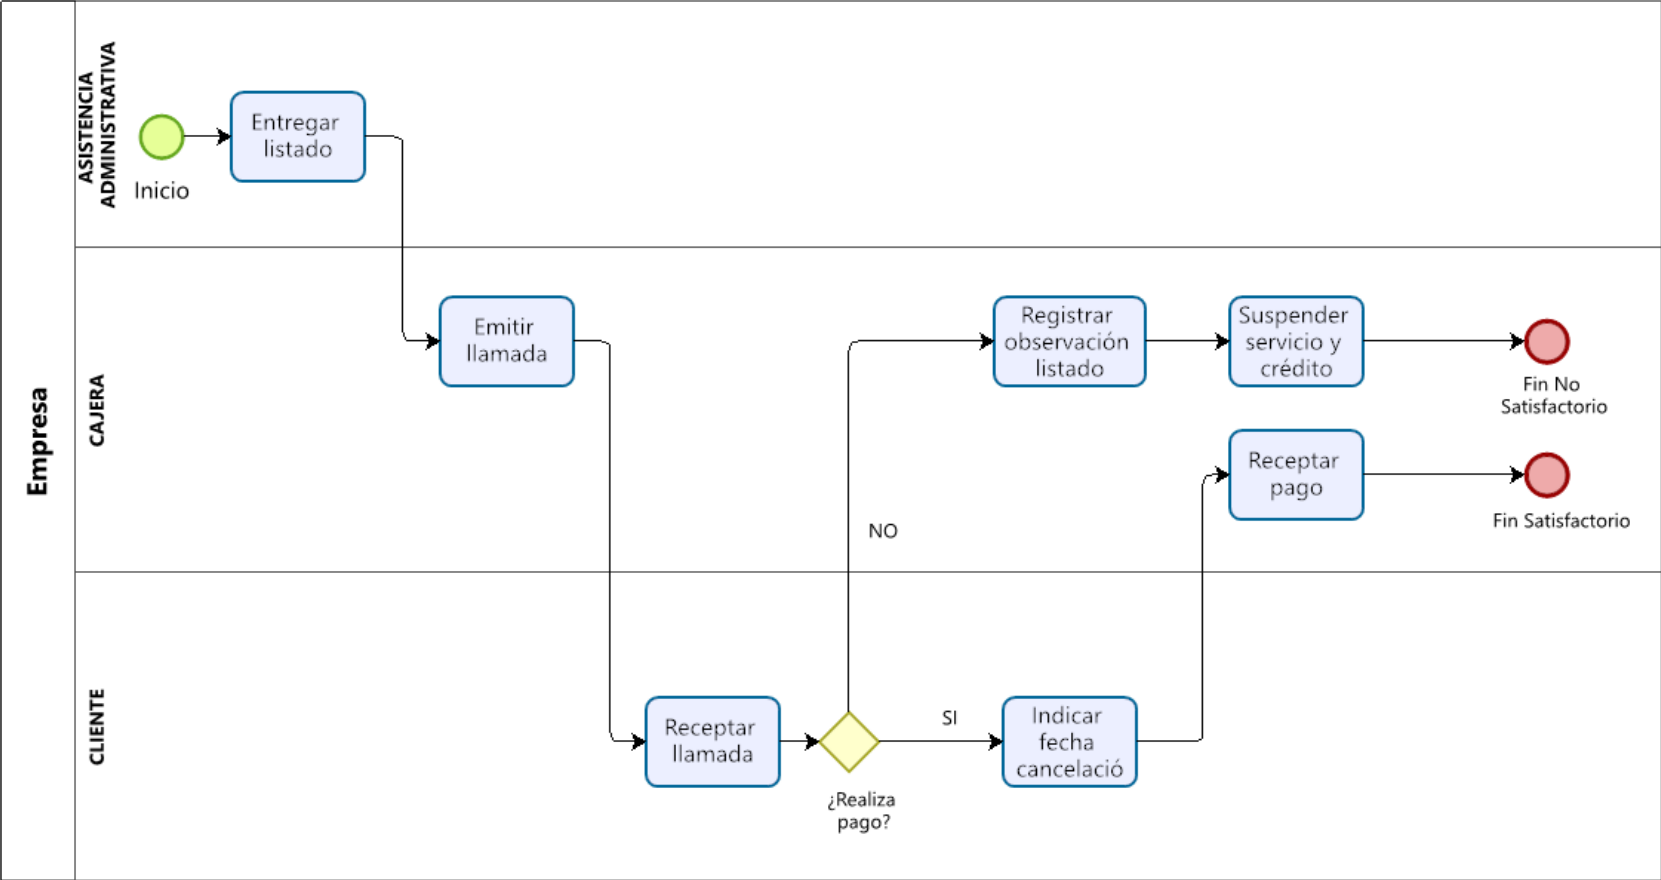 Empresa
ASISTENCIA
ADMINISTRATIVA
Inicio
Entregar
listado
CAJERA
Emitir
llamada
Registrar
observación
listado
Suspender
servicio y
crédito
Fin No
Satisfactorio
Receptar
pago
Fin Satisfactorio
NO
CLIENTE
Receptar
llamada
¿Realiza
pago?
SI
Indicar
fecha
cancelació